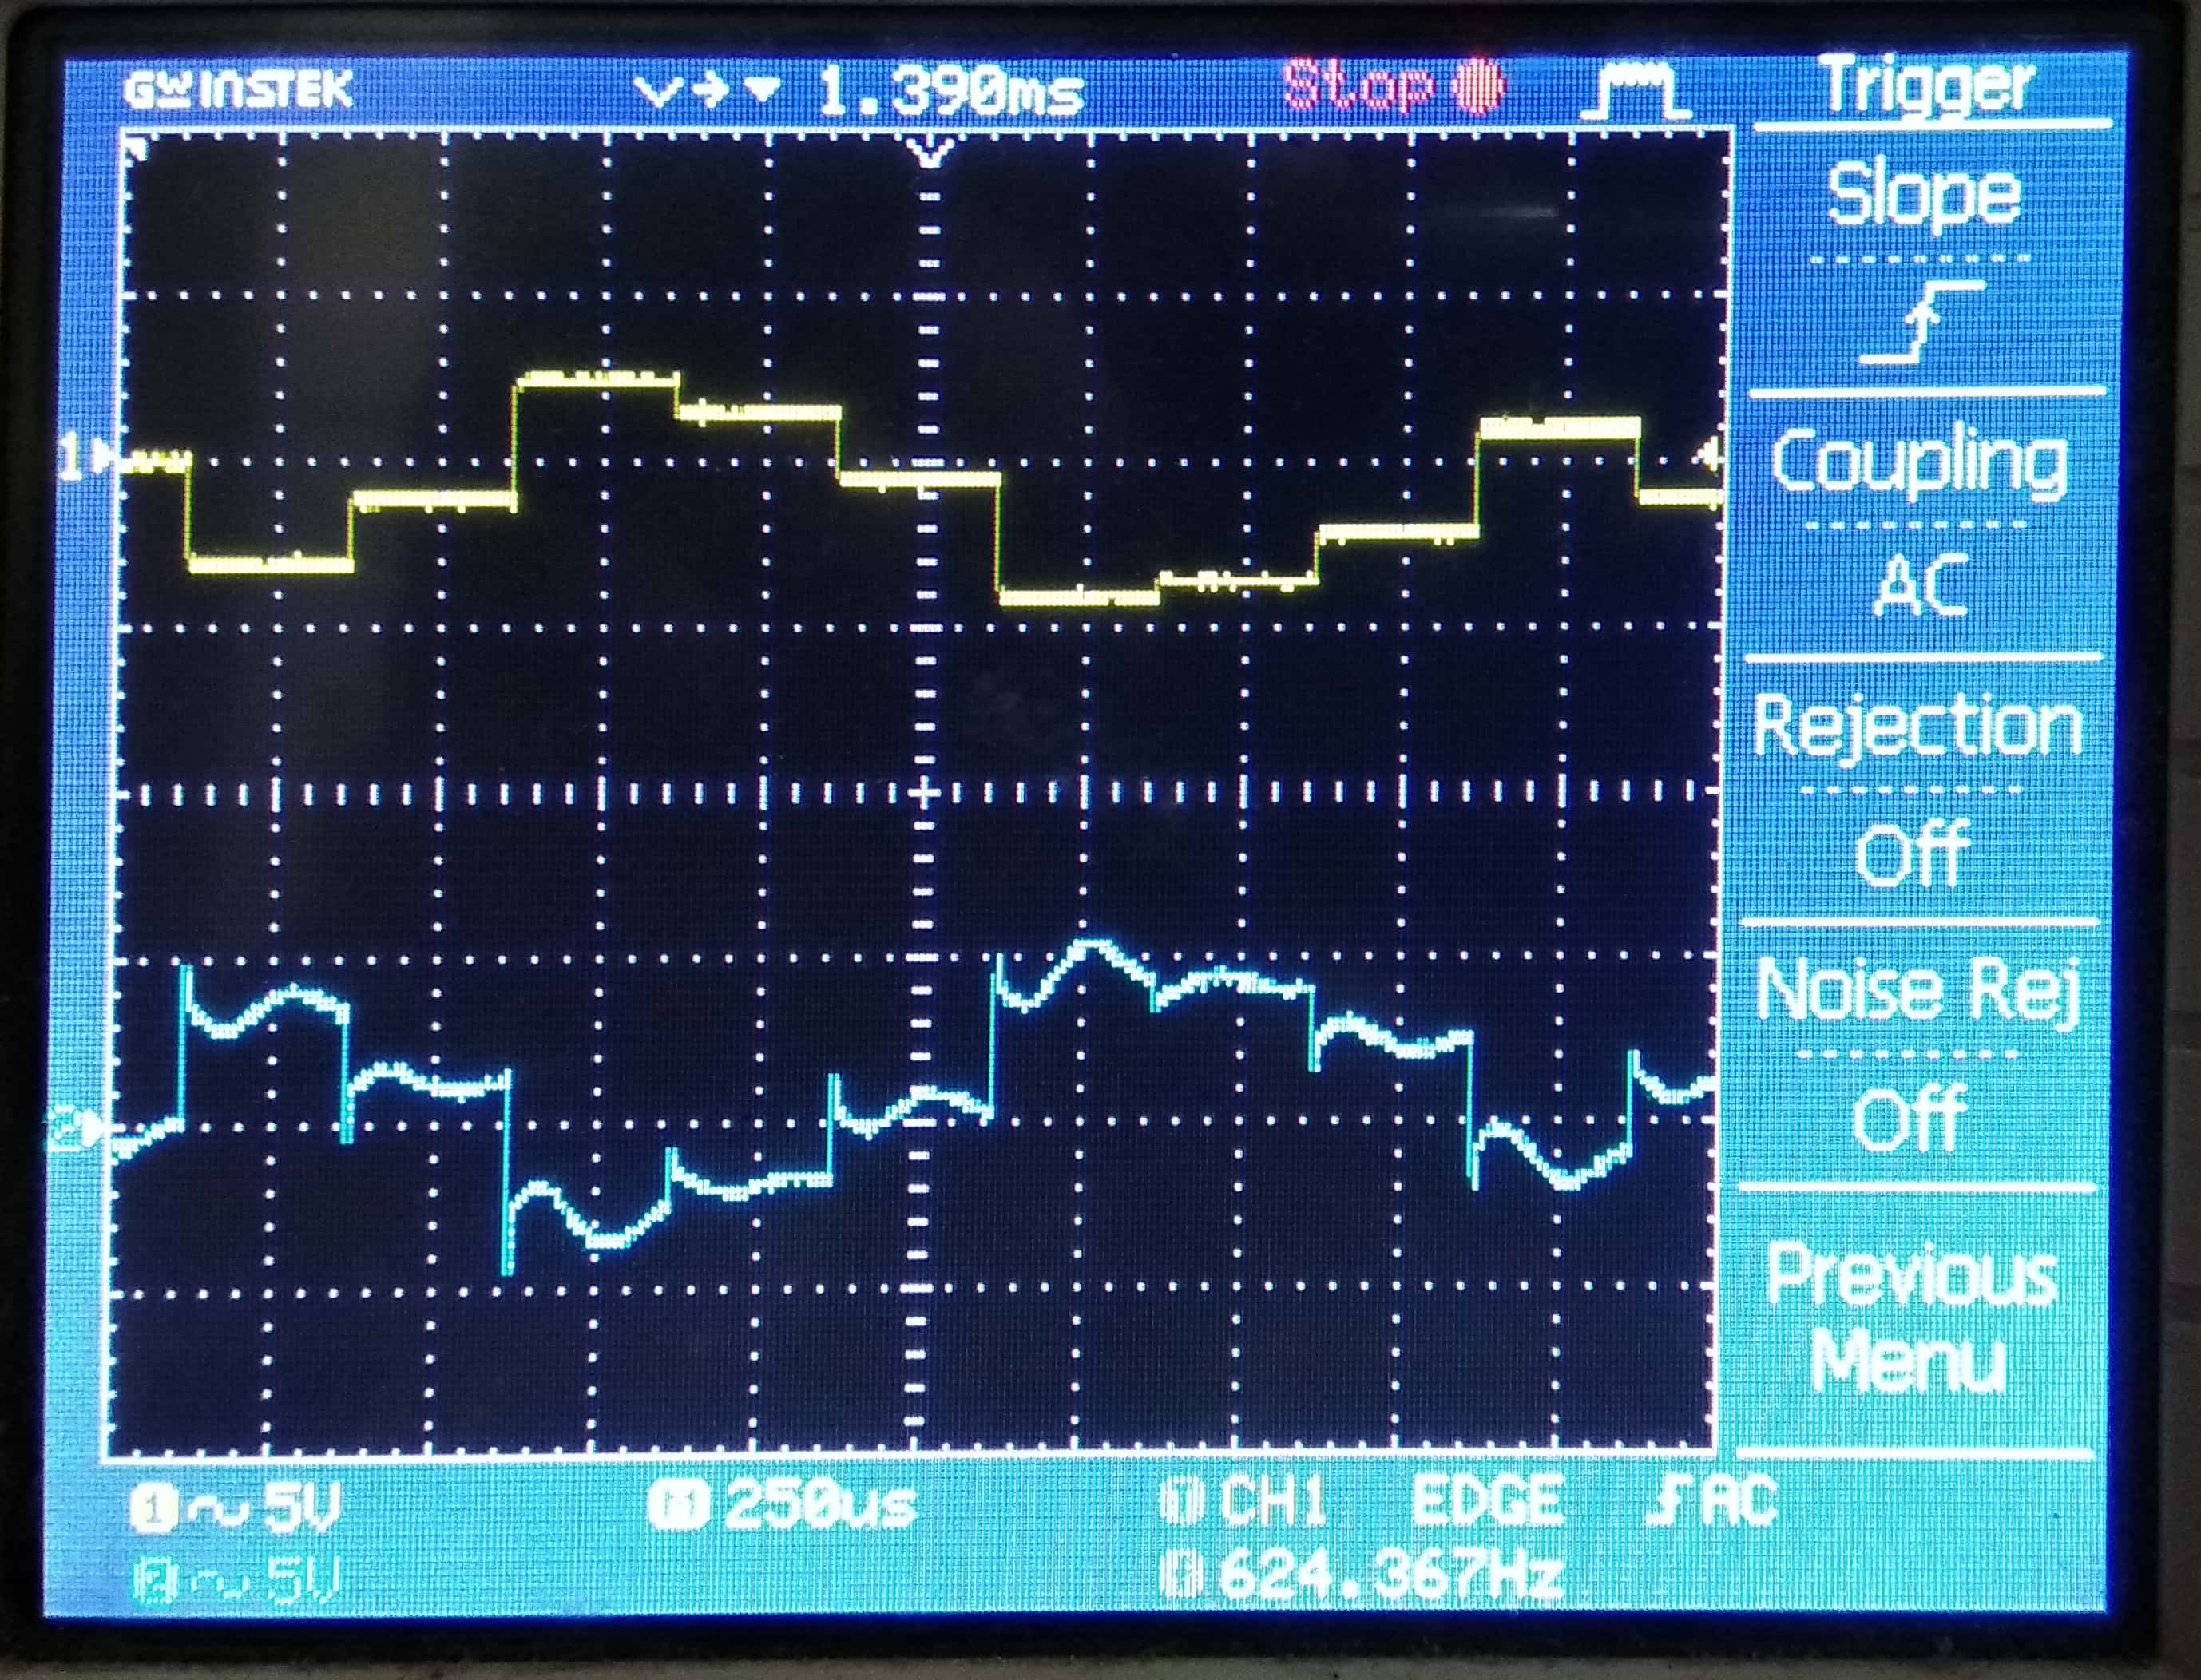 GW INSTEK 1.390ms Stop Trigger
Slope
Coupling
AC
Rejection
Off
Noise Rej
Off
Previous
Menu
1
2
1 ~ 5V M 250us T CH1 EDGE AC
2 ~ 5V F 624.367Hz